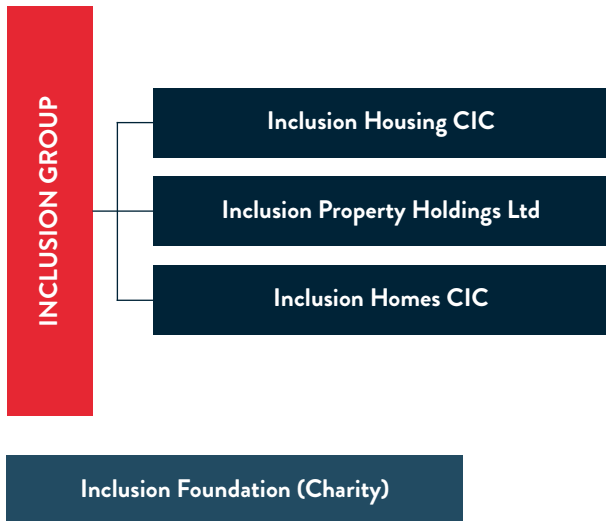 INCLUSION GROUP
Inclusion Housing CIC
Inclusion Property Holdings Ltd
Inclusion Homes CIC
Inclusion Foundation (Charity)